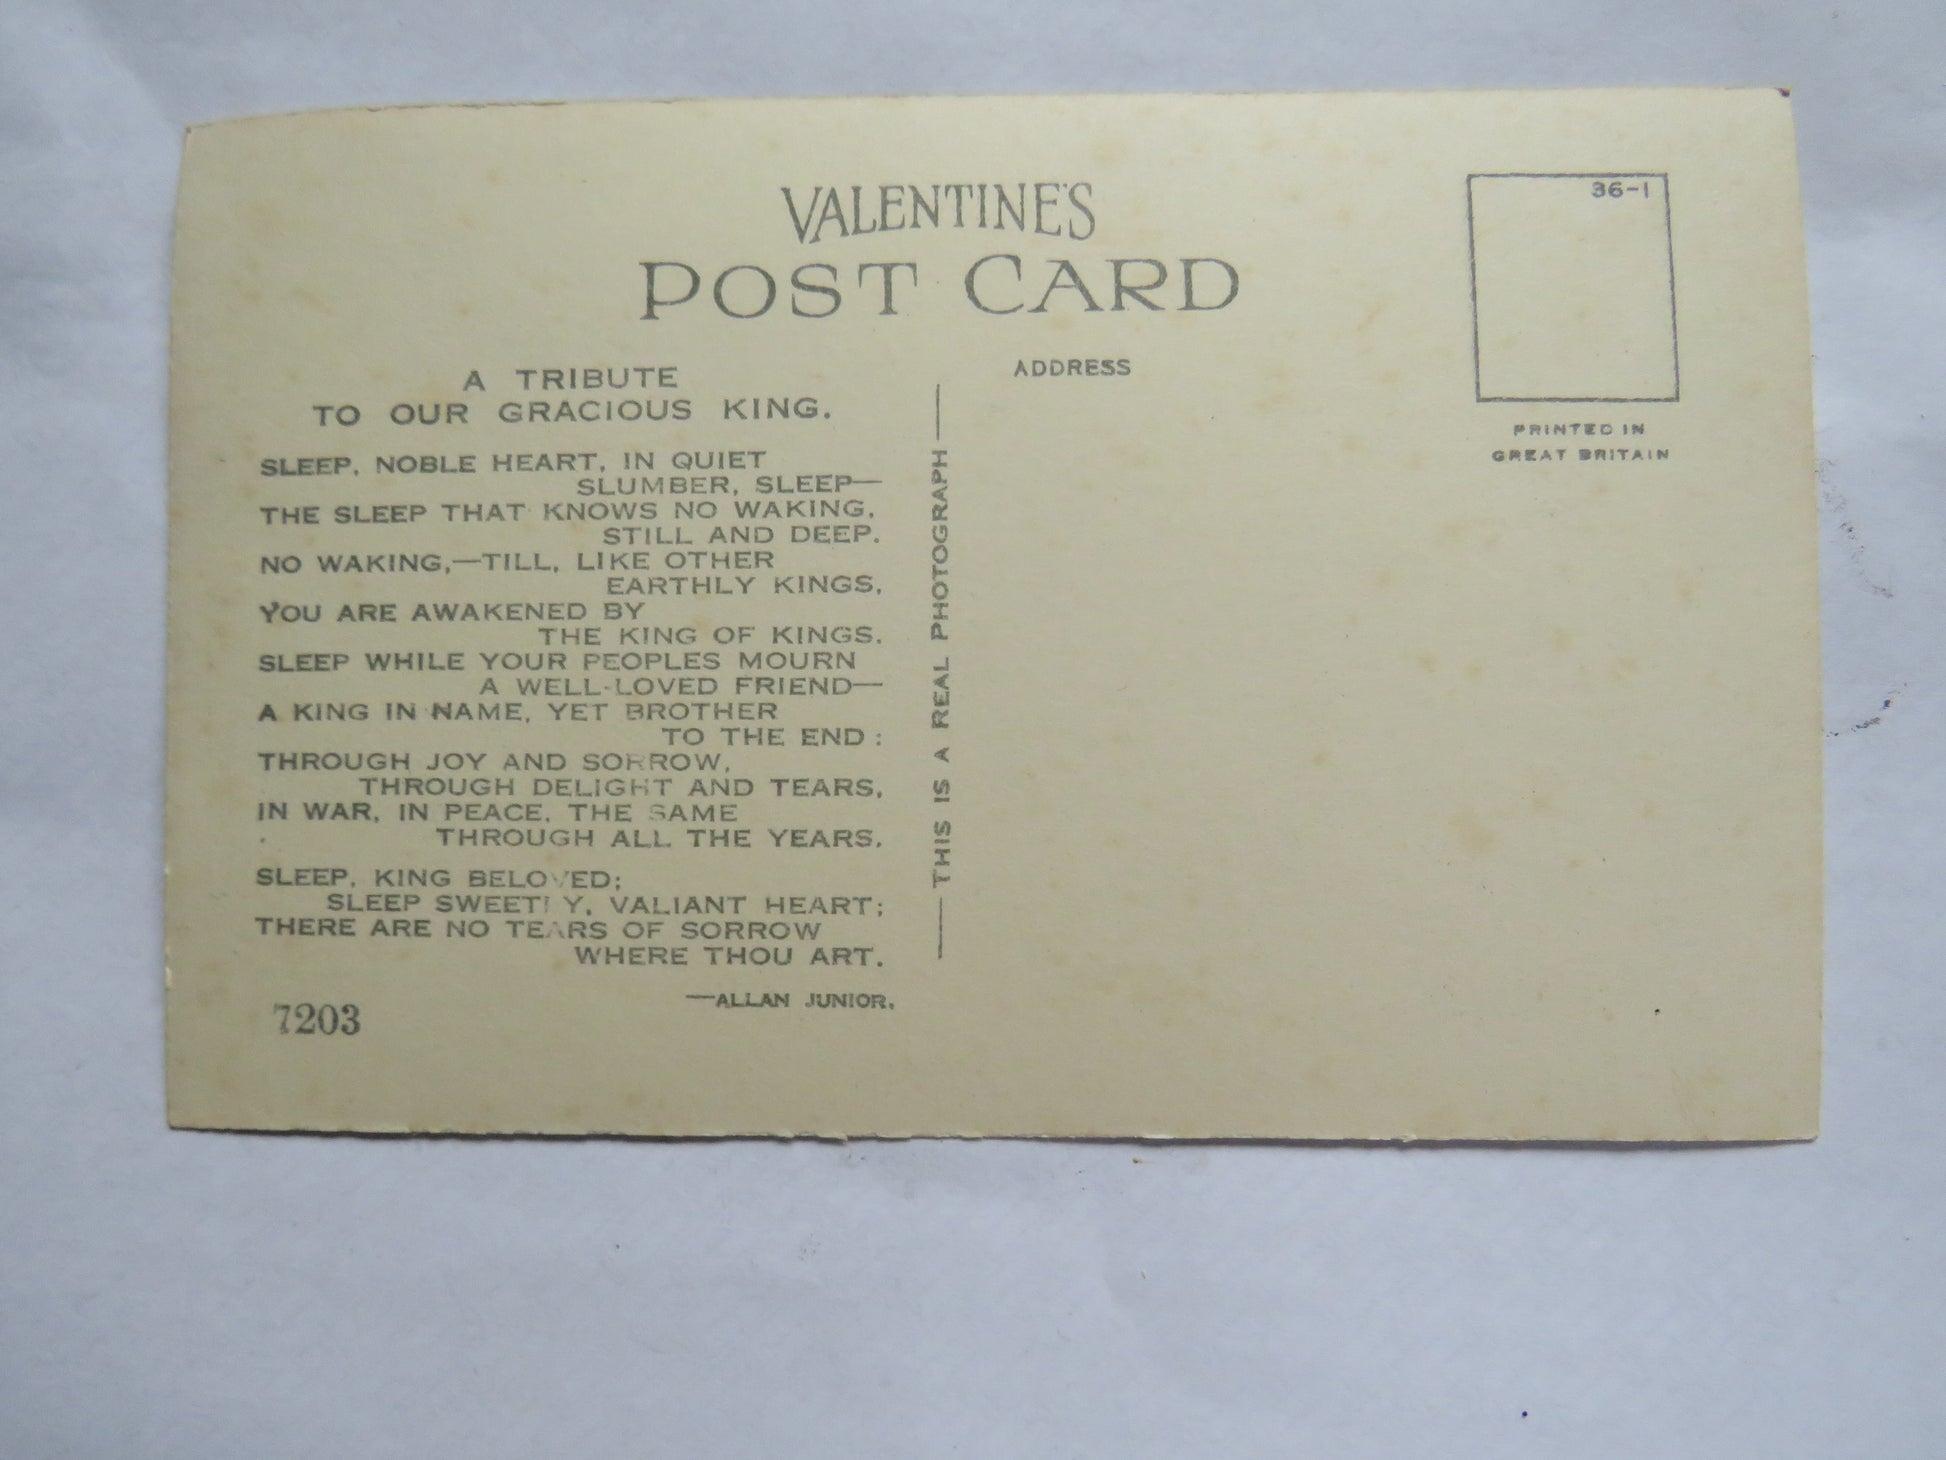 VALENTINE'S
POST CARD
36-1
PRINTED IN
GREAT BRITAIN
ADDRESS
A TRIBUTE
TO OUR GRACIOUS KING.
SLEEP, NOBLE HEART, IN QUIET
SLUMBER, SLEEP—
THE SLEEP THAT KNOWS NO WAKING,
STILL AND DEEP.
NO WAKING,—TILL, LIKE OTHER
EARTHLY KINGS,
YOU ARE AWAKENED BY
THE KING OF KINGS.
SLEEP WHILE YOUR PEOPLES MOURN
A WELL-LOVED FRIEND—
A KING IN NAME, YET BROTHER
TO THE END:
THROUGH JOY AND SORROW,
THROUGH DELIGHT AND TEARS,
IN WAR, IN PEACE, THE SAME
THROUGH ALL THE YEARS.
SLEEP, KING BELOVED;
SLEEP SWEETLY, VALIANT HEART;
THERE ARE NO TEARS OF SORROW
WHERE THOU ART.
—ALLAN JUNIOR.
7203
THIS IS A REAL PHOTOGRAPH